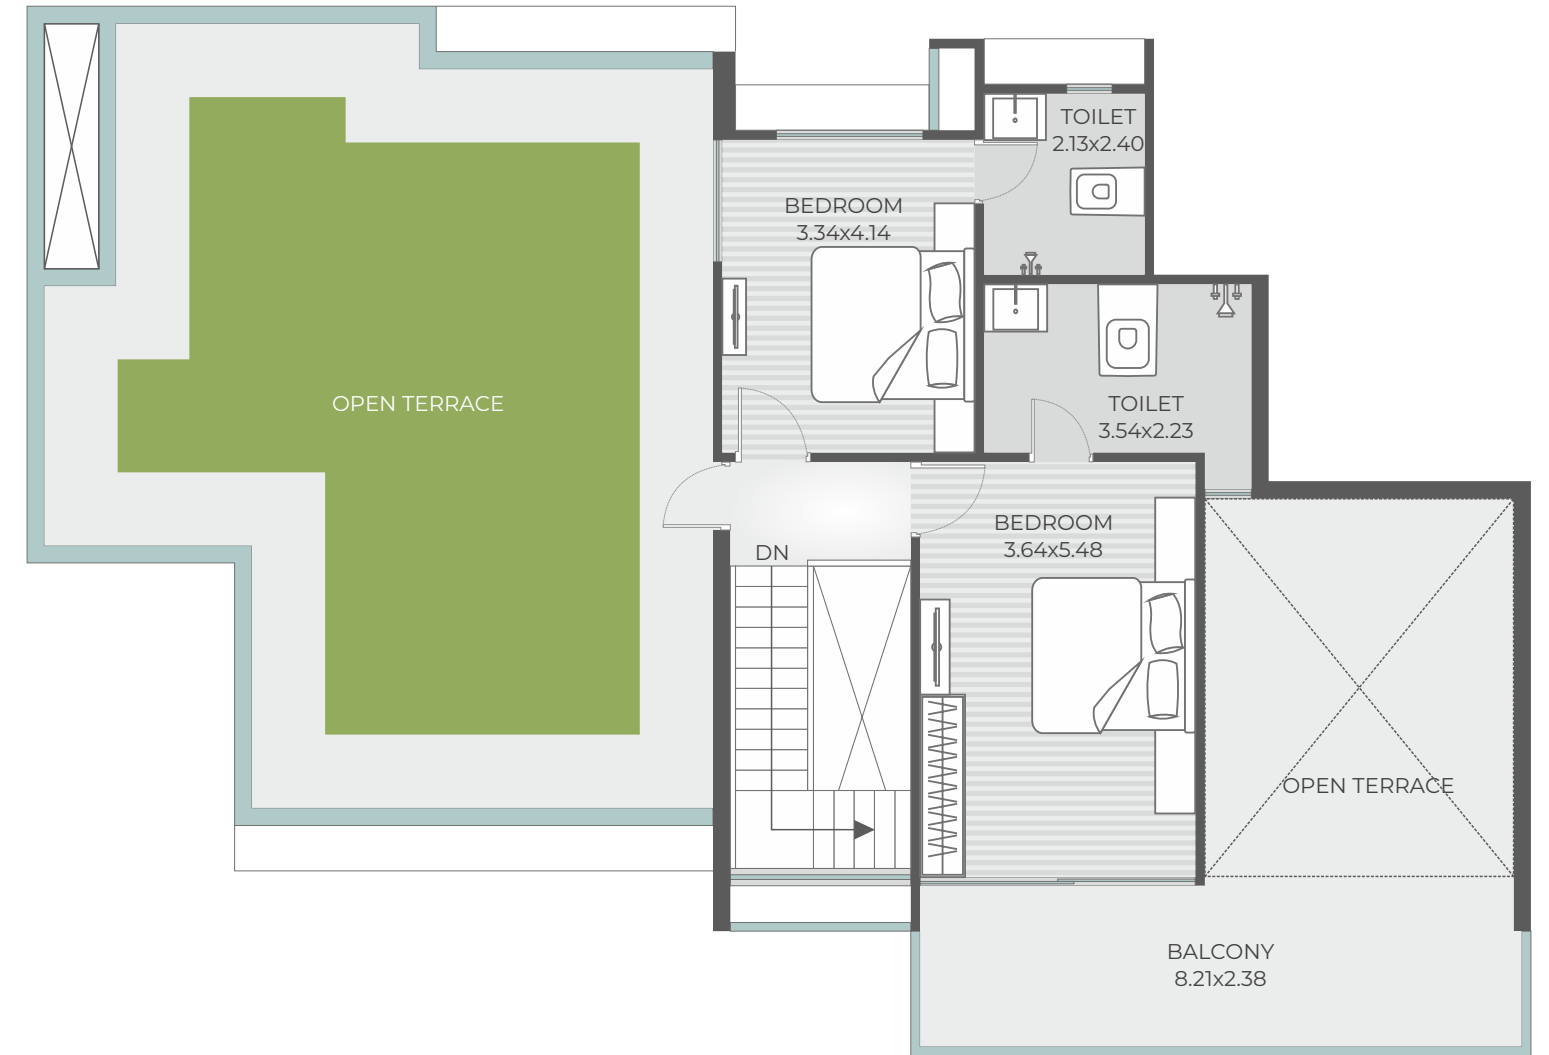 TOILET
2.13x2.40
BEDROOM
3.34x4.14
OPEN TERRACE
TOILET
3.54x2.23
BEDROOM
3.64x5.48
DN
OPEN TERRACE
BALCONY
8.21x2.38